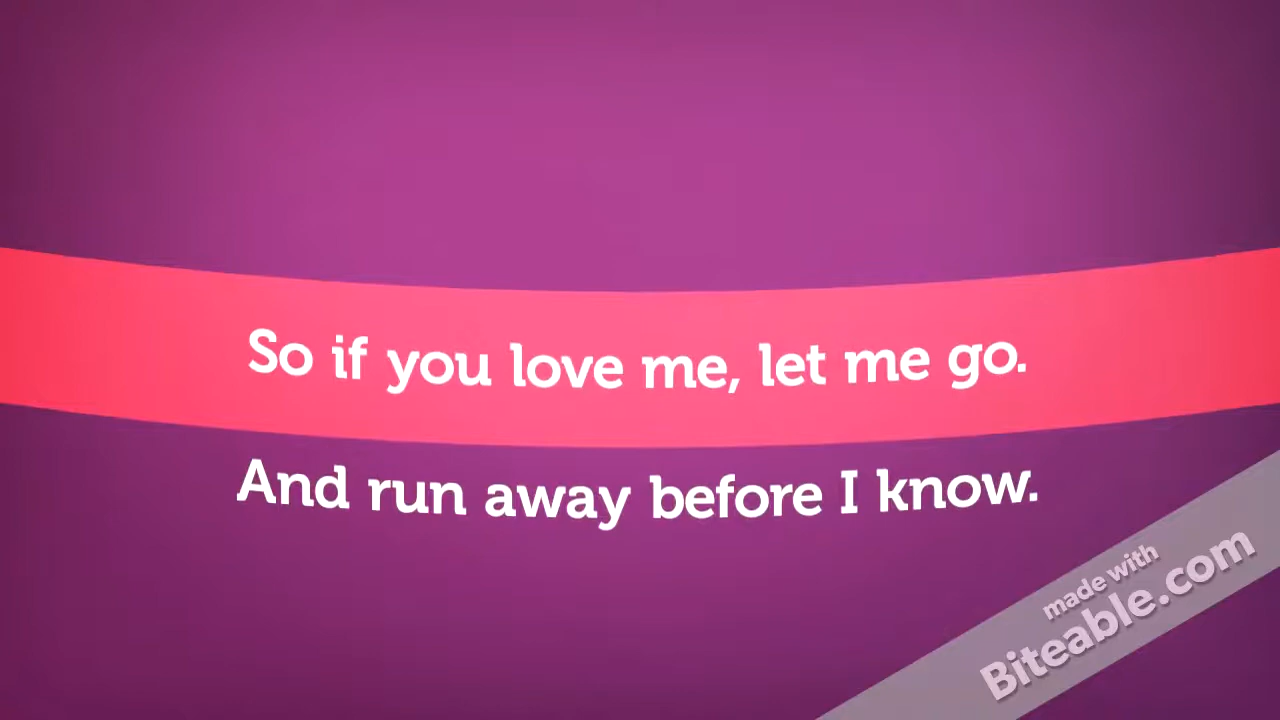 So if you love me, let me go.
And run away before I know.
made with
Biteable.com